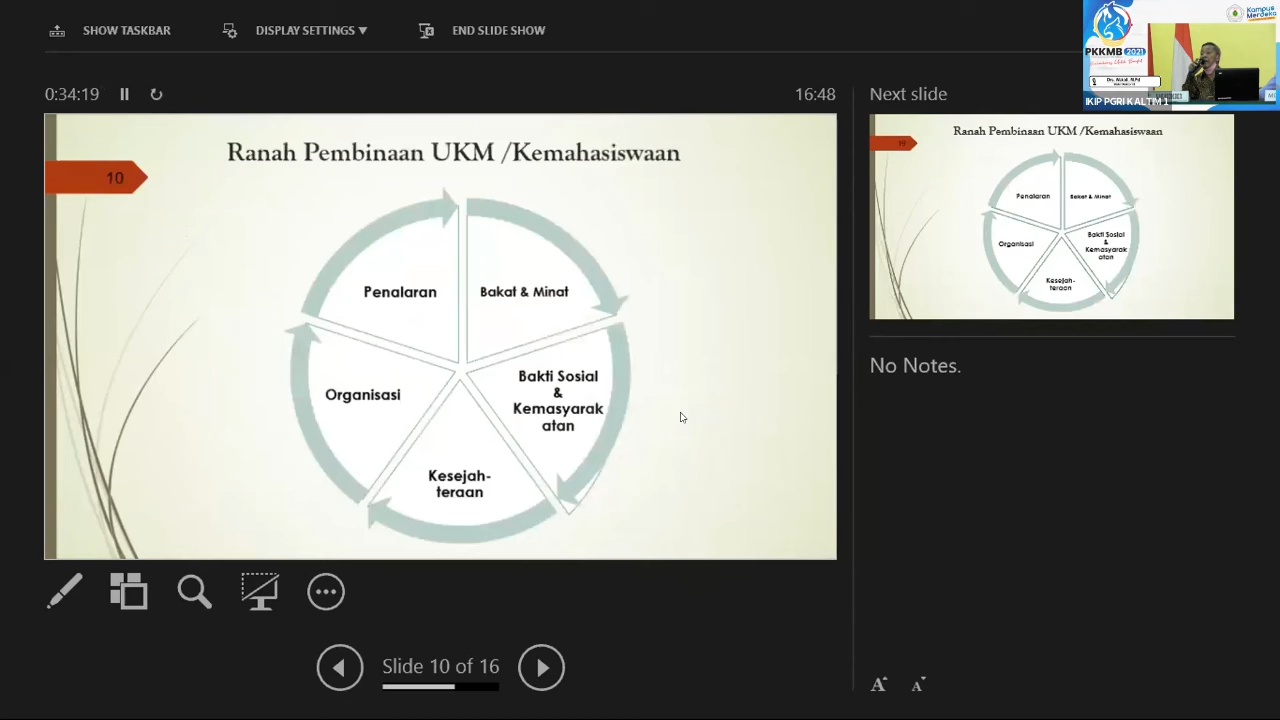 SHOW TASKBAR
DISPLAY SETTINGS ▼
END SLIDE SHOW
Kampus
Merdeka
PKKMB 2021
IKIP PGRI KALTIM 1
0:34:19
16:48
Next slide
Ranah Pembinaan UKM /Kemahasiswaan
10
Penalaran
Bakat & Minat
Organisasi
Bakti Sosial
&
Kemasyarak
atan
Kesejah-
teraan
Ranah Pembinaan UKM /Kemahasiswaan
Penalaran
Bakat & Minat
Organisasi
Bakti Sosial
&
Kemasyarak
atan
Kesejah-
teraan
No Notes.
Slide 10 of 16
A
A